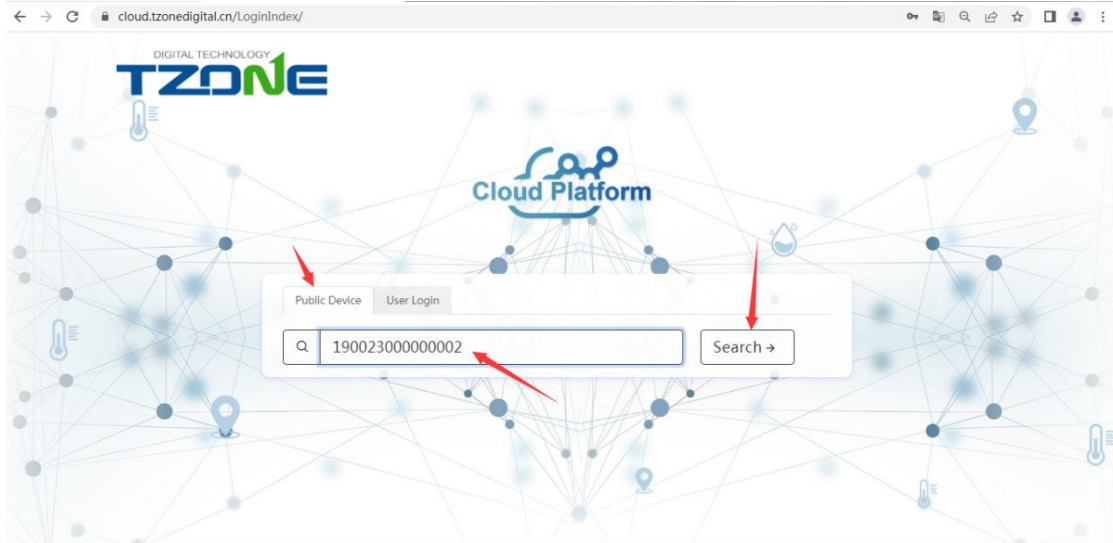 cloud.tzonedigital.cn/LoginIndex/
DIGITAL TECHNOLOGY
TZONE
Cloud Platform
Public Device User Login
190023000000002 Search →